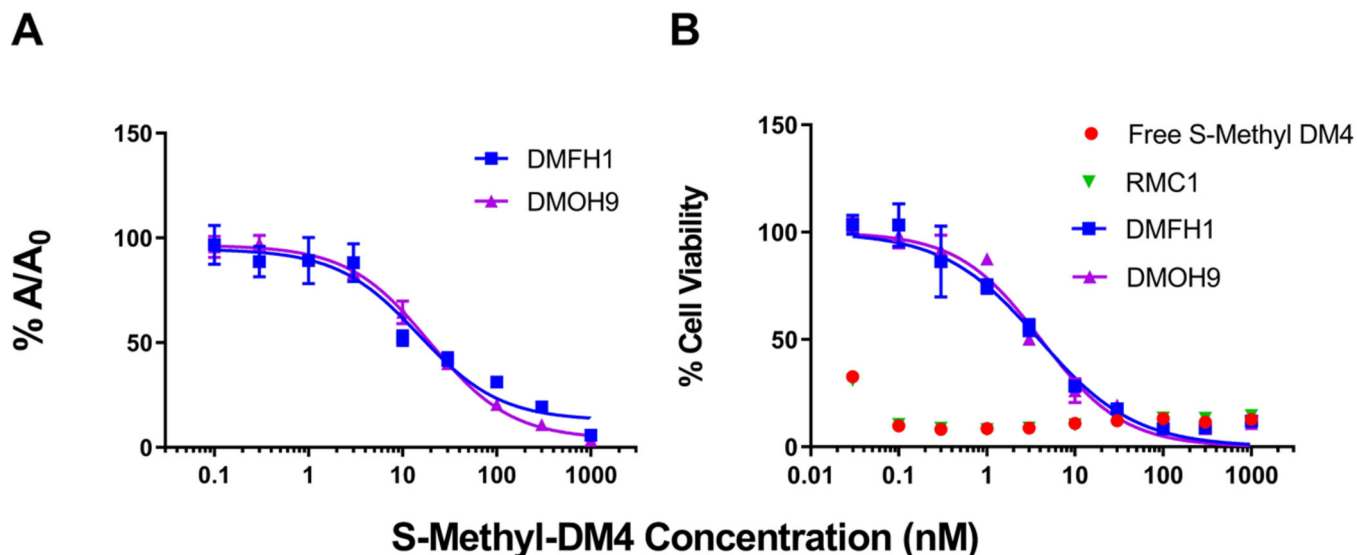 A
% A/A0
150
100
50
0
0.1 1 10 100 1000
DMFH1
DMOH9
B
% Cell Viability
150
100
50
0
0.01 0.1 1 10 100 1000
Free S-Methyl DM4
RMC1
DMFH1
DMOH9
S-Methyl-DM4 Concentration (nM)